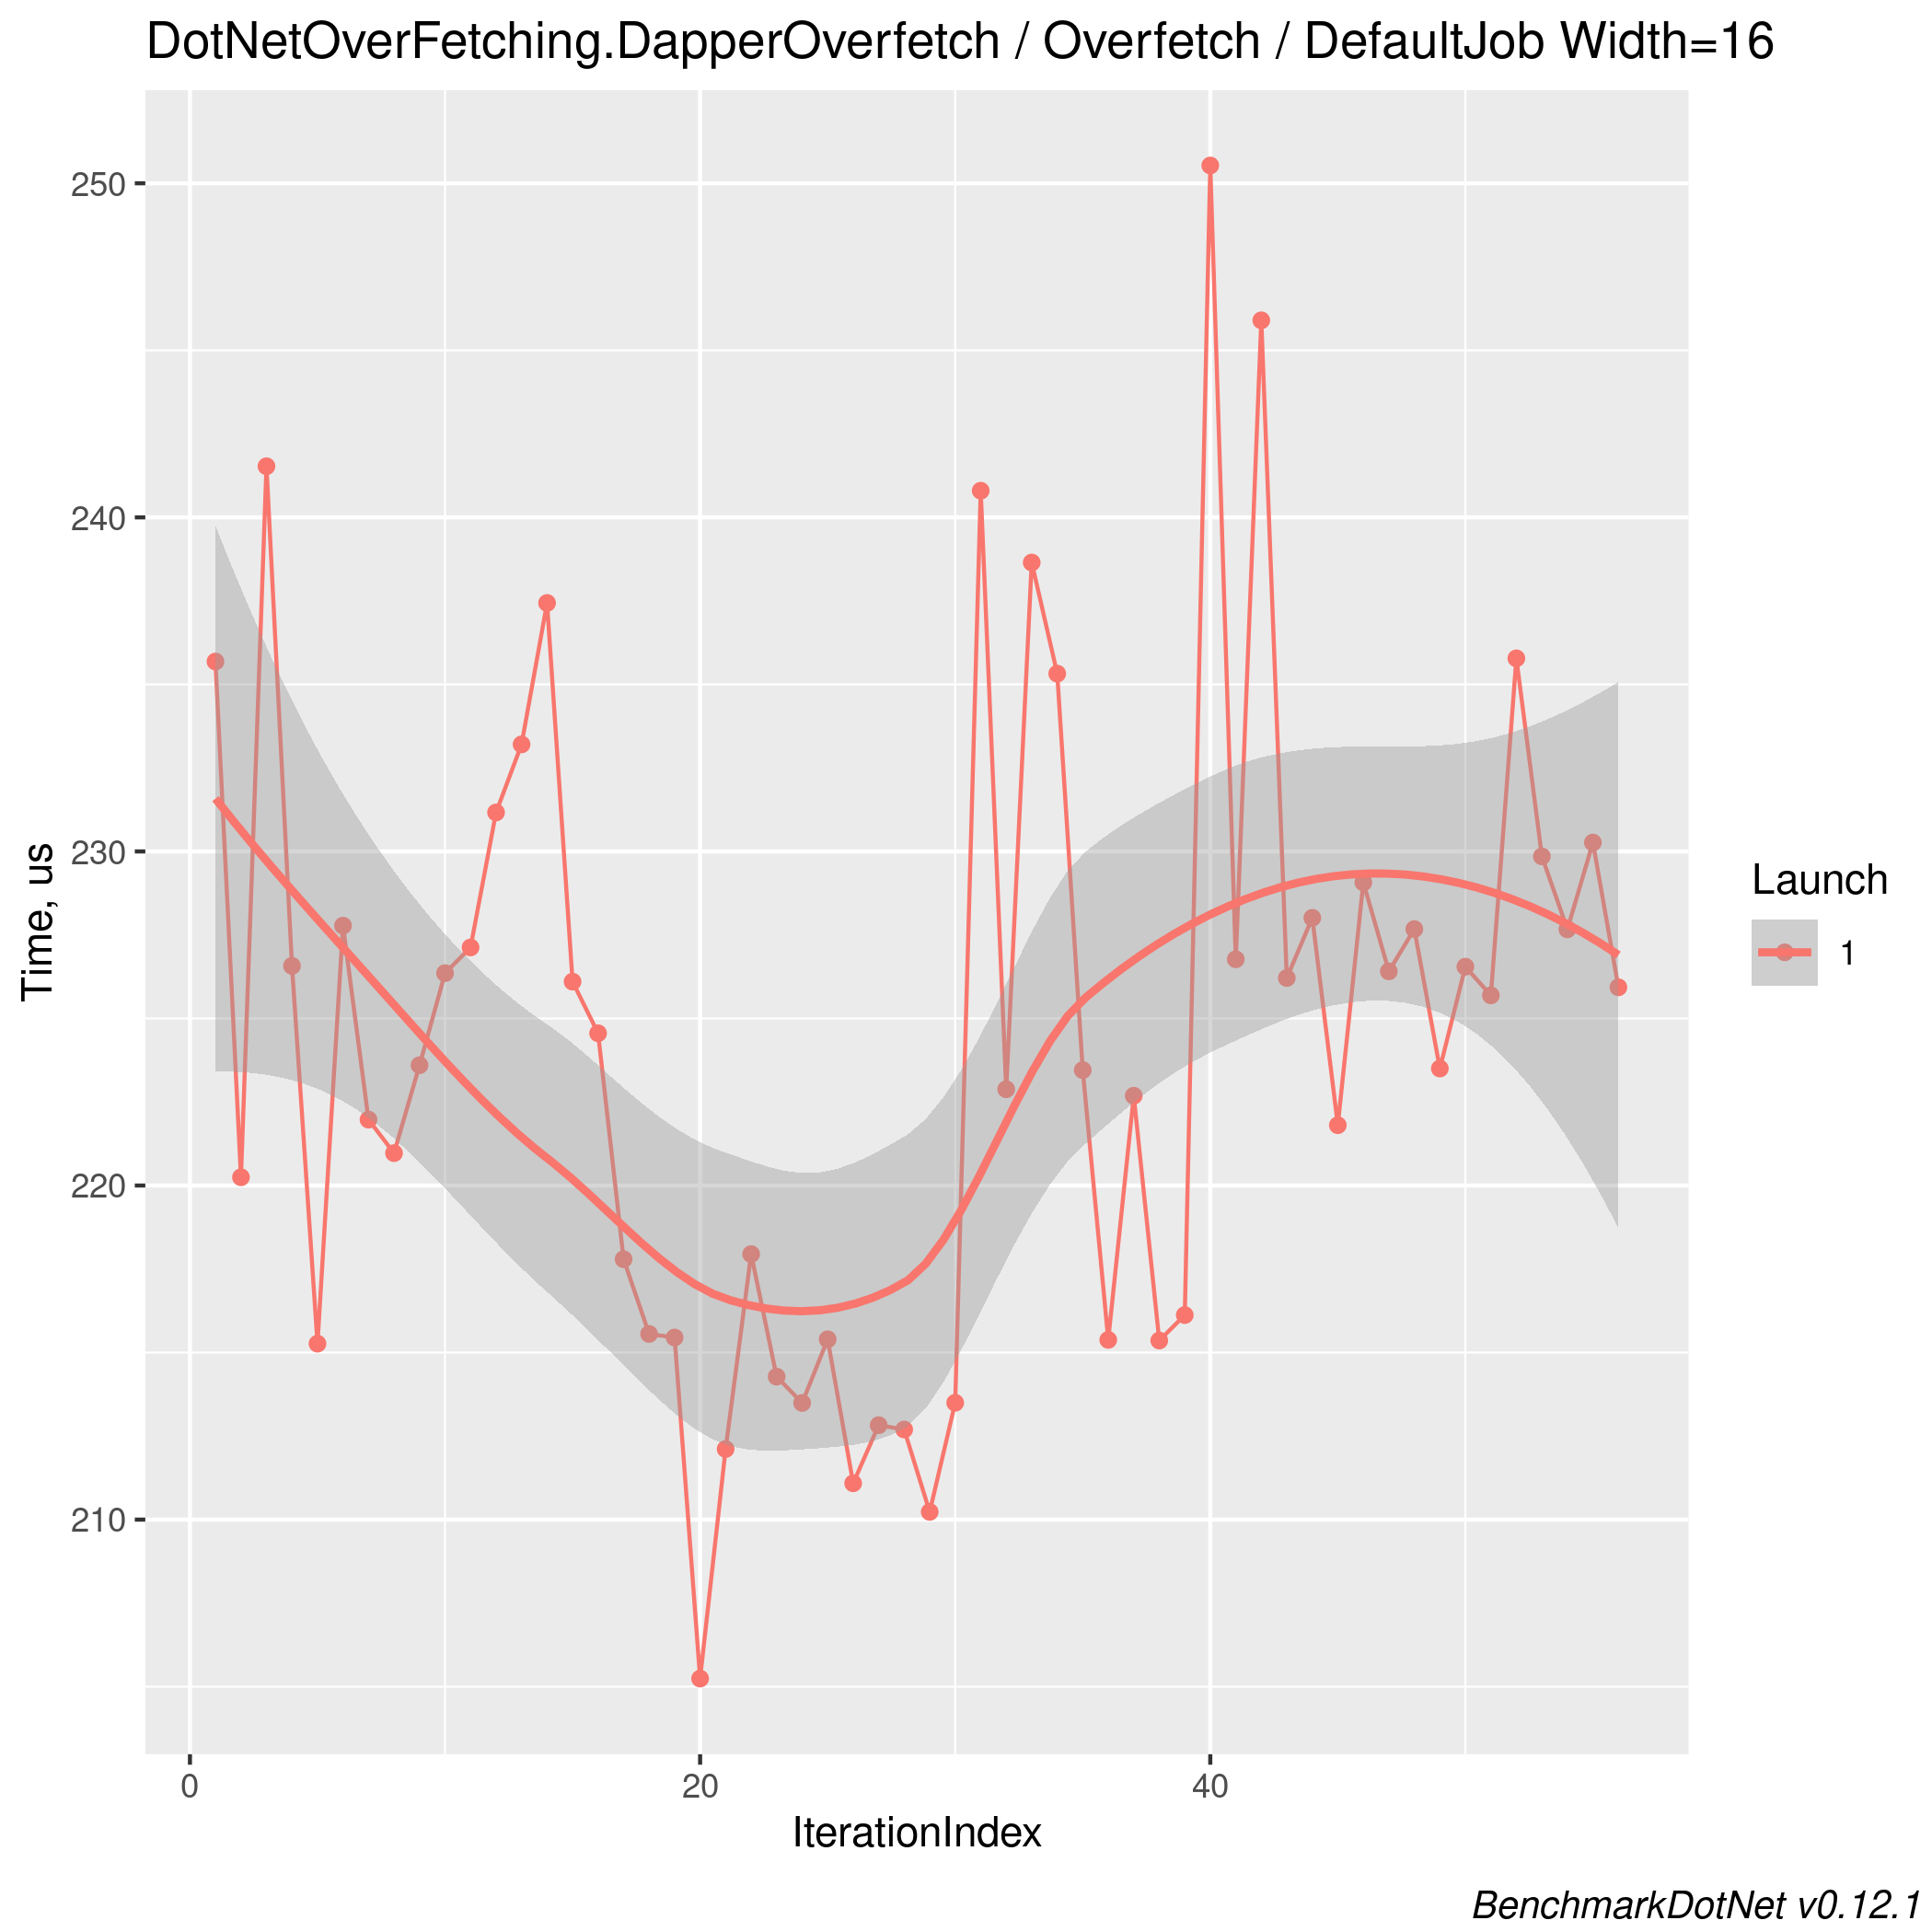 DotNetOverFetching.DapperOverfetch / Overfetch / DefaultJob Width=16
250
240
230
220
210
Time, us
0 20 40
IterationIndex
Launch
1
BenchmarkDotNet v0.12.1